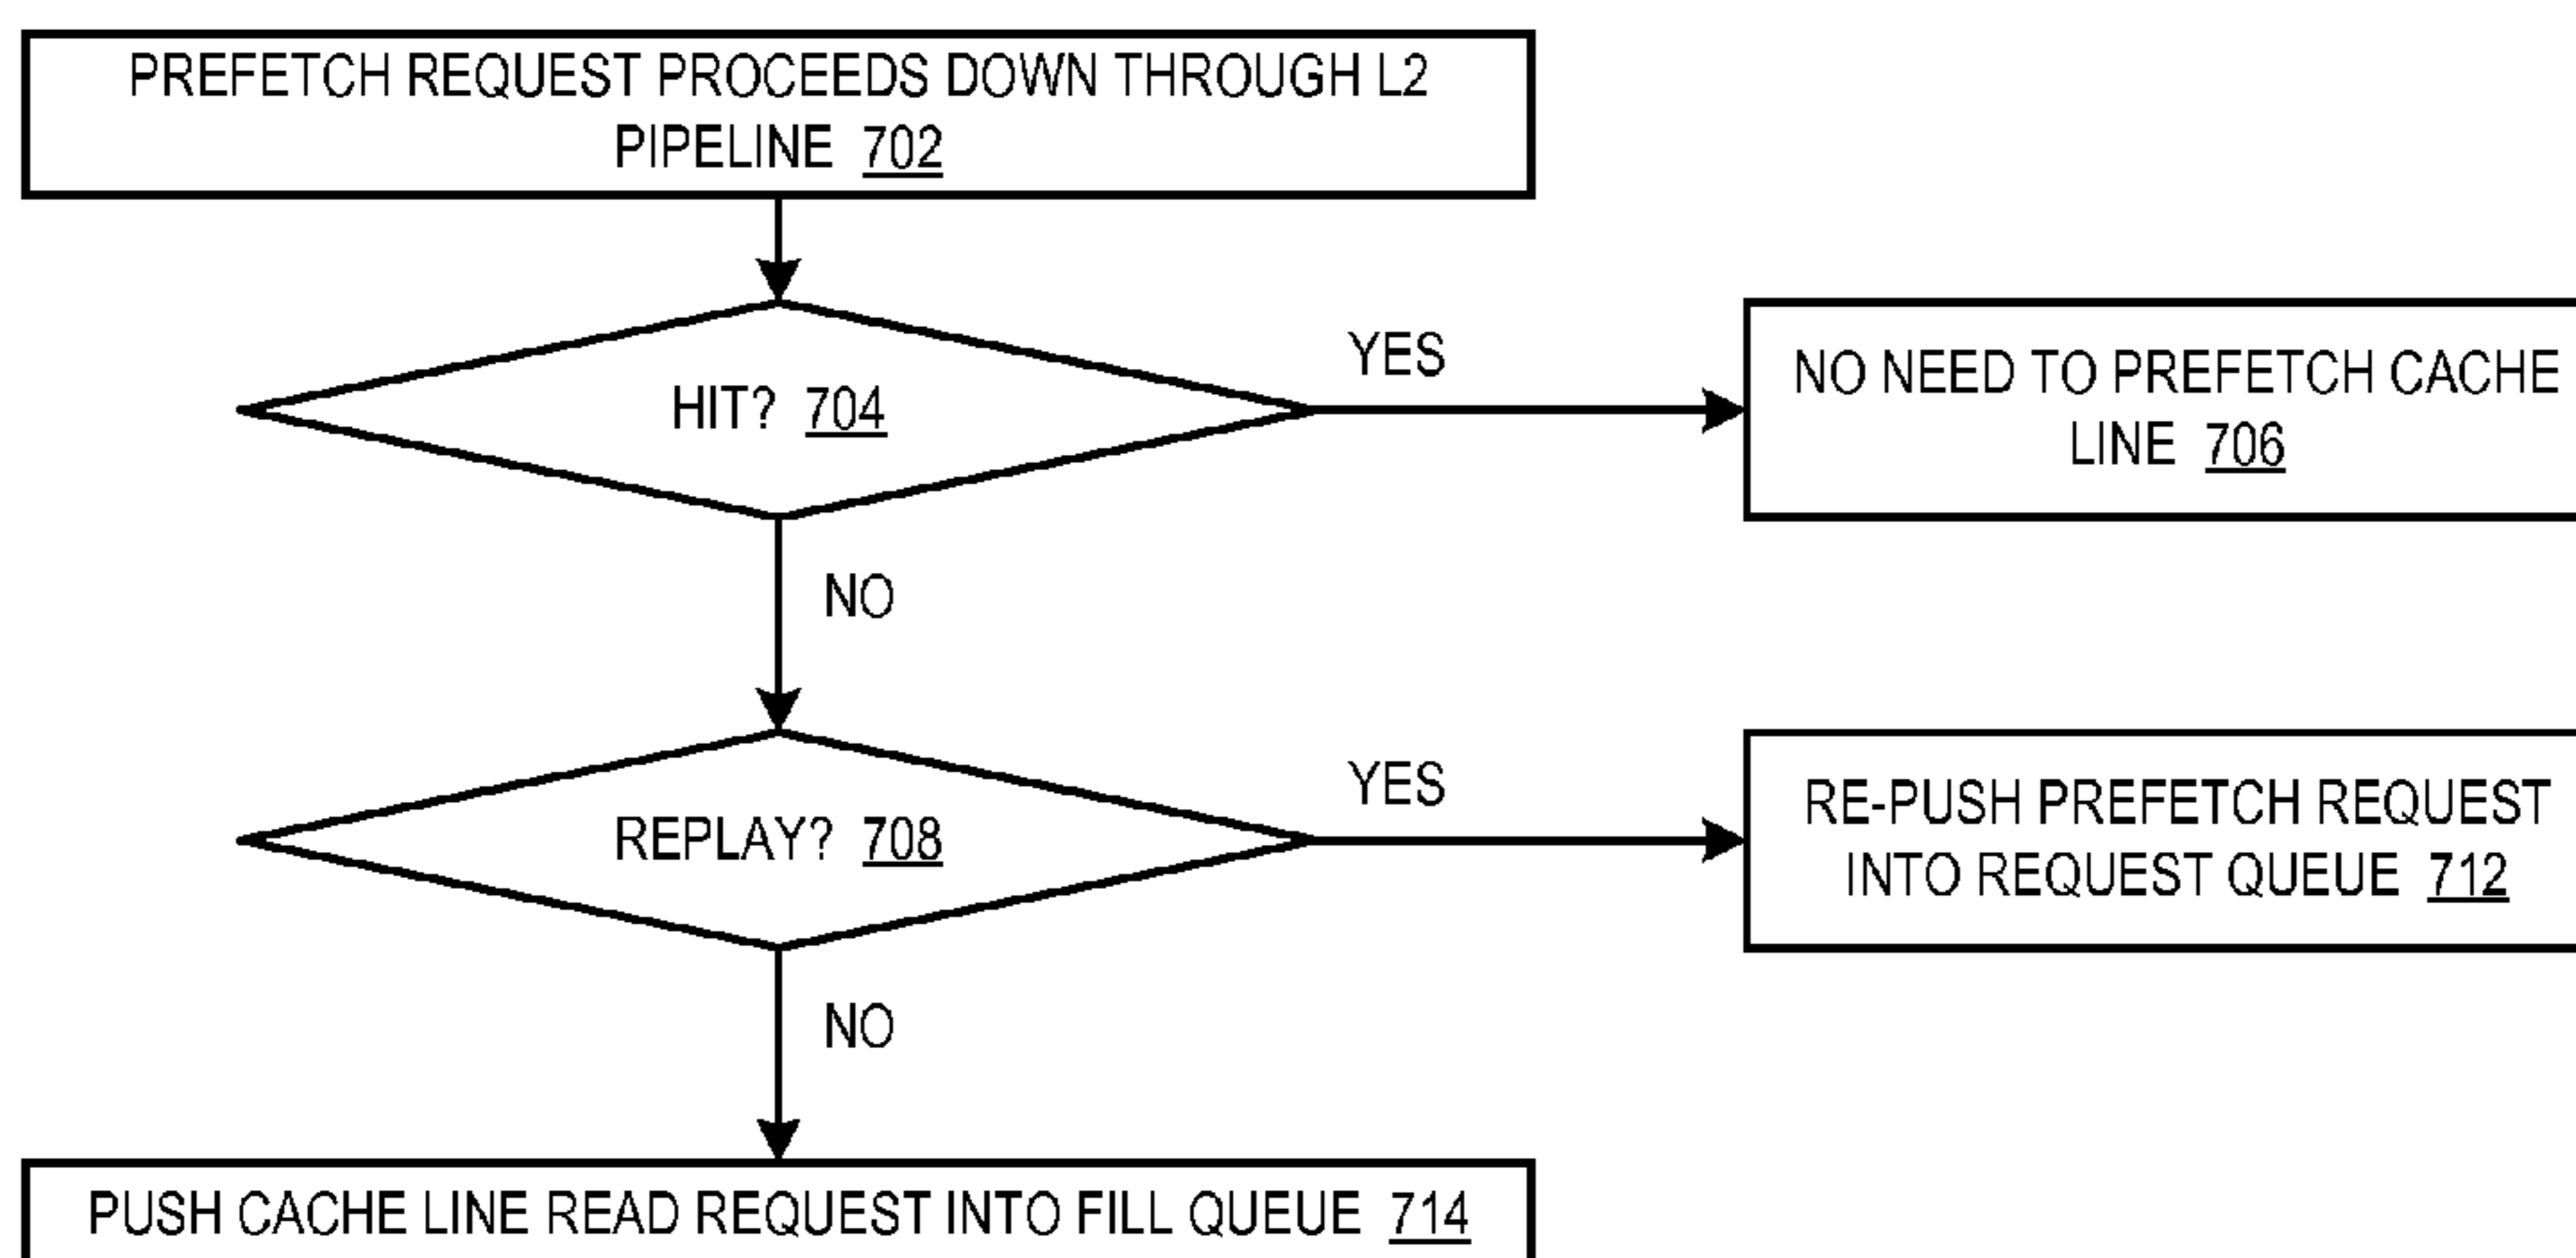 PREFETCH REQUEST PROCEEDS DOWN THROUGH L2
PIPELINE 702
YES
HIT? 704
NO NEED TO PREFETCH CACHE
LINE 706
NO
YES
REPLAY? 708
RE-PUSH PREFETCH REQUEST
INTO REQUEST QUEUE 712
NO
PUSH CACHE LINE READ REQUEST INTO FILL QUEUE 714